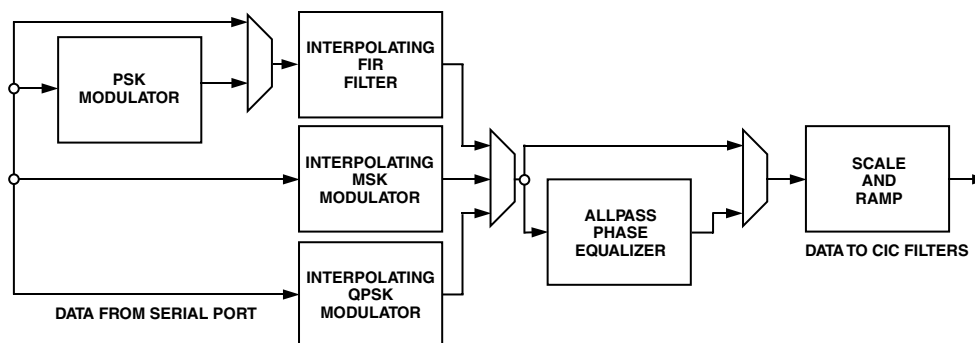 PSK
MODULATOR
INTERPOLATING
FIR
FILTER
INTERPOLATING
MSK
MODULATOR
INTERPOLATING
QPSK
MODULATOR
DATA FROM SERIAL PORT
ALLPASS
PHASE
EQUALIZER
SCALE
AND
RAMP
DATA TO CIC FILTERS